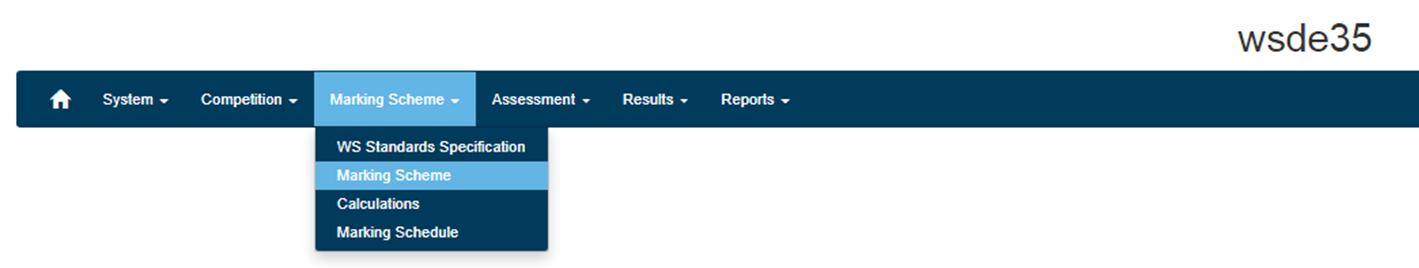 wsde35
System Competition Marking Scheme Assessment Results Reports
WS Standards Specification
Marking Scheme
Calculations
Marking Schedule